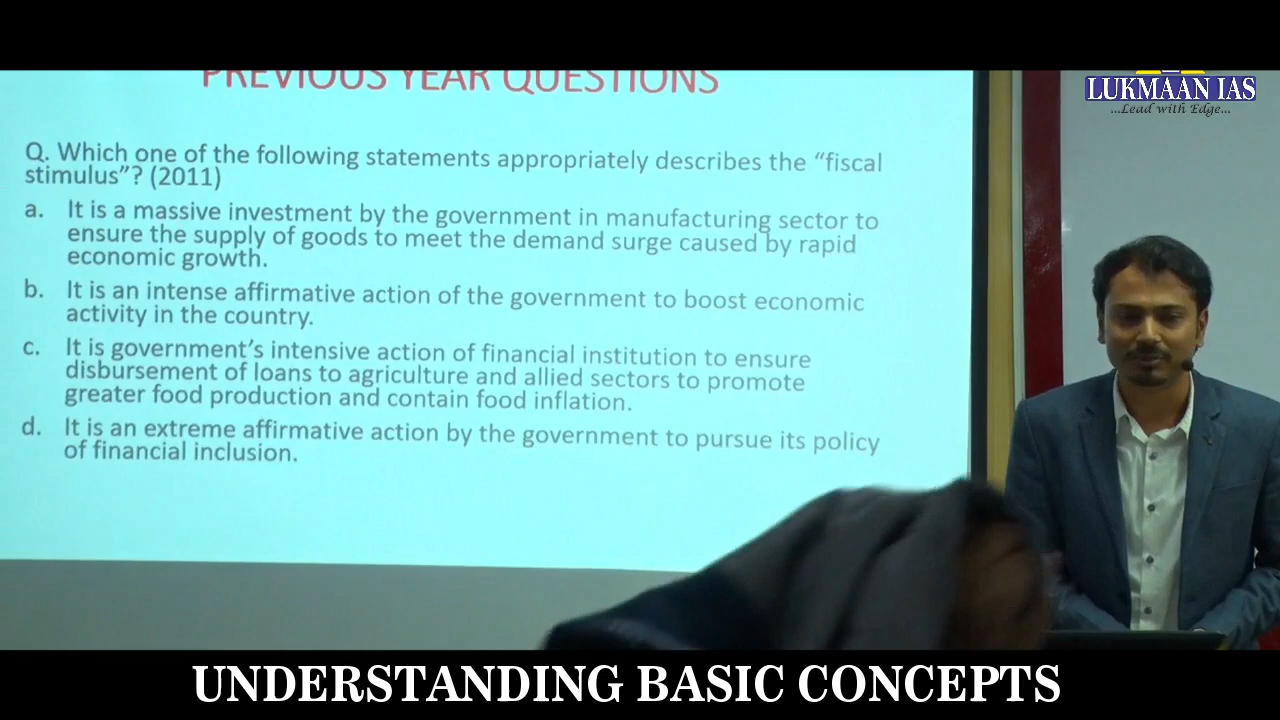 PREVIOUS YEAR QUESTIONS
LUKMAAN IAS
...Lead with Edge...
Q. Which one of the following statements appropriately describes the “fiscal
stimulus”? (2011)
a. It is a massive investment by the government in manufacturing sector to
ensure the supply of goods to meet the demand surge caused by rapid
economic growth.
b. It is an intense affirmative action of the government to boost economic
activity in the country.
c. It is government’s intensive action of financial institution to ensure
disbursement of loans to agriculture and allied sectors to promote
greater food production and contain food inflation.
d. It is an extreme affirmative action by the government to pursue its policy
of financial inclusion.
UNDERSTANDING BASIC CONCEPTS